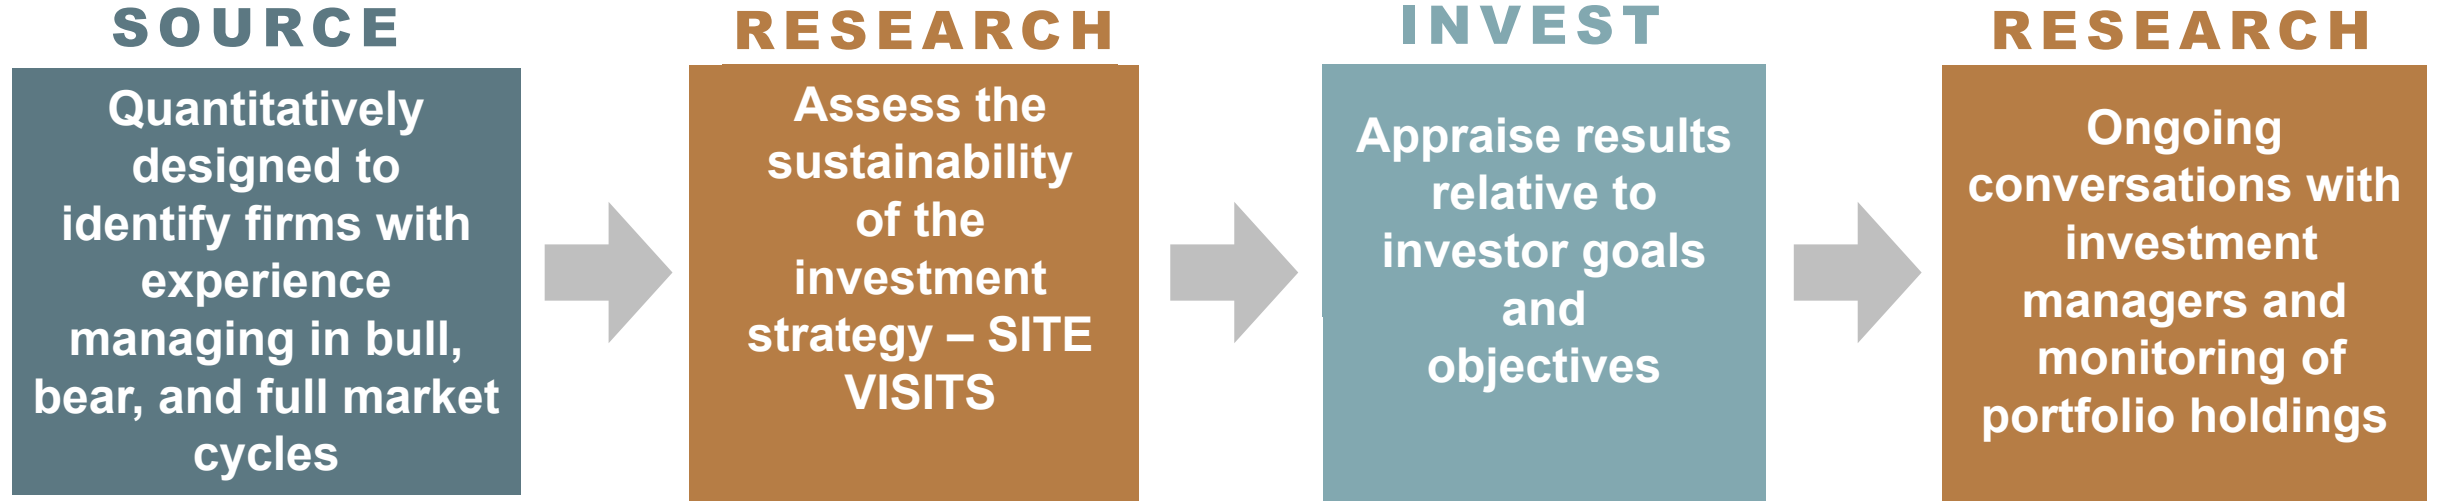 SOURCE
Quantitatively
designed to
identify firms with
experience
managing in bull,
bear, and full market
cycles
RESEARCH
Assess the
sustainability
of the
investment
strategy – SITE
VISITS
INVEST
Appraise results
relative to
investor goals
and
objectives
RESEARCH
Ongoing
conversations with
investment
managers and
monitoring of
portfolio holdings